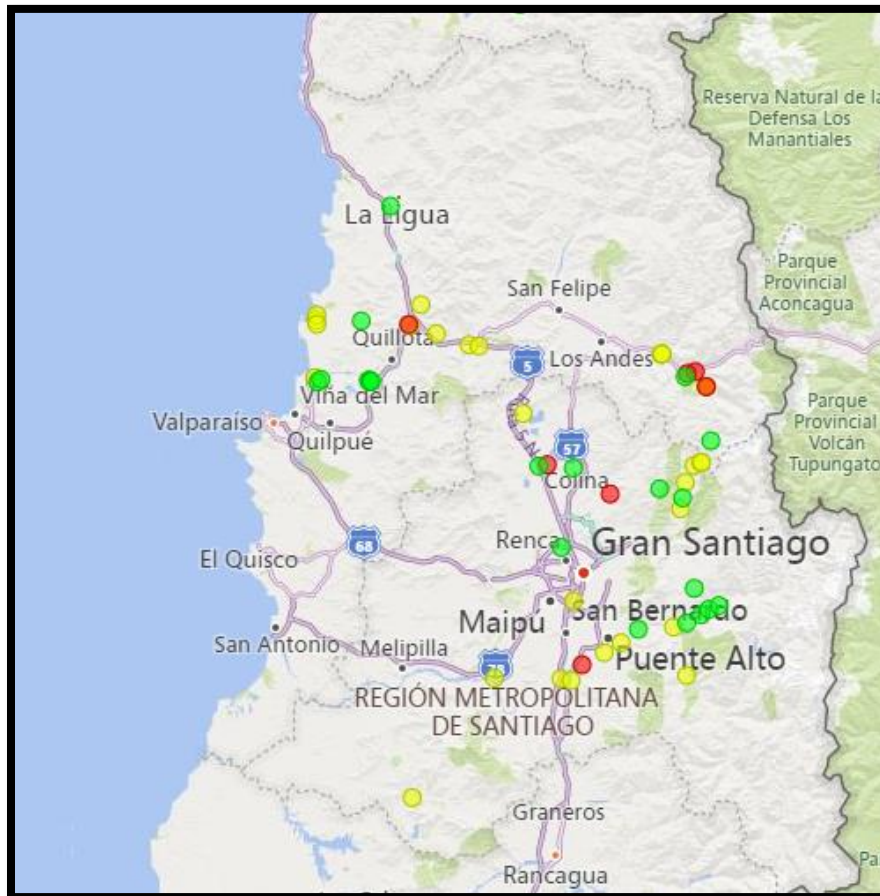 Reserva Natural de la
Defensa Los
Manantiales
La Ligua
Parque
Provincial
Aconcagua
San Felipe
Quillota
Los Andes
5
Viña del Mar
Valparaíso
Quilpué
Parque
Provincial
Volcán
Tupungato
57
Colina
Renca
Gran Santiago
68
El Quisco
San Bernardo
Maipú
San Antonio
Melipilla
Puente Alto
78
REGIÓN METROPOLITANA
DE SANTIAGO
Graneros
Rancagua